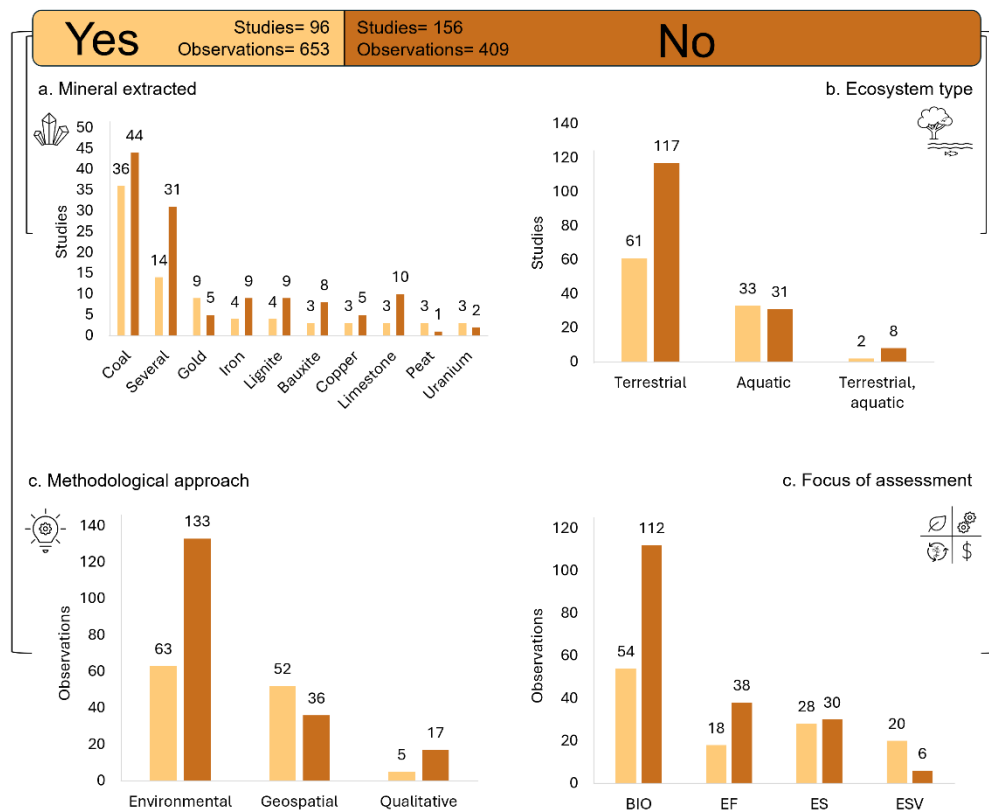 Yes
Studies= 96
Observations= 653
Studies= 156
Observations= 409
No
a. Mineral extracted
50
45
40
35
30
25
20
15
10
5
0
Studies
36
44
14
31
9
5
4
9
4
9
3
8
3
5
3
10
3
1
3
2
Coal
Several
Gold
Iron
Lignite
Bauxite
Copper
Limestone
Peat
Uranium
b. Ecosystem type
140
120
100
80
60
40
20
0
Studies
61
117
33
31
2
8
Terrestrial
Aquatic
Terrestrial,
aquatic
c. Methodological approach
140
120
100
80
60
40
20
0
Observations
63
133
52
36
5
17
Environmental
Geospatial
Qualitative
c. Focus of assessment
$
120
100
80
60
40
20
0
Observations
54
112
18
38
28
30
20
6
BIO
EF
ES
ESV